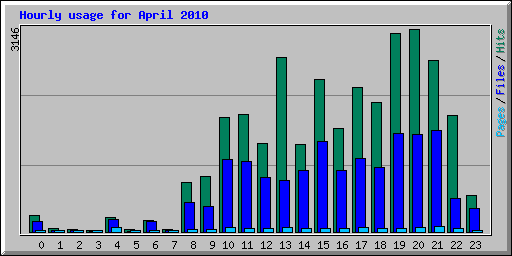 Hourly usage for April 2010
3146
Pages / Files / Hits
0 1 2 3 4 5 6 7 8 9 10 11 12 13 14 15 16 17 18 19 20 21 22 23